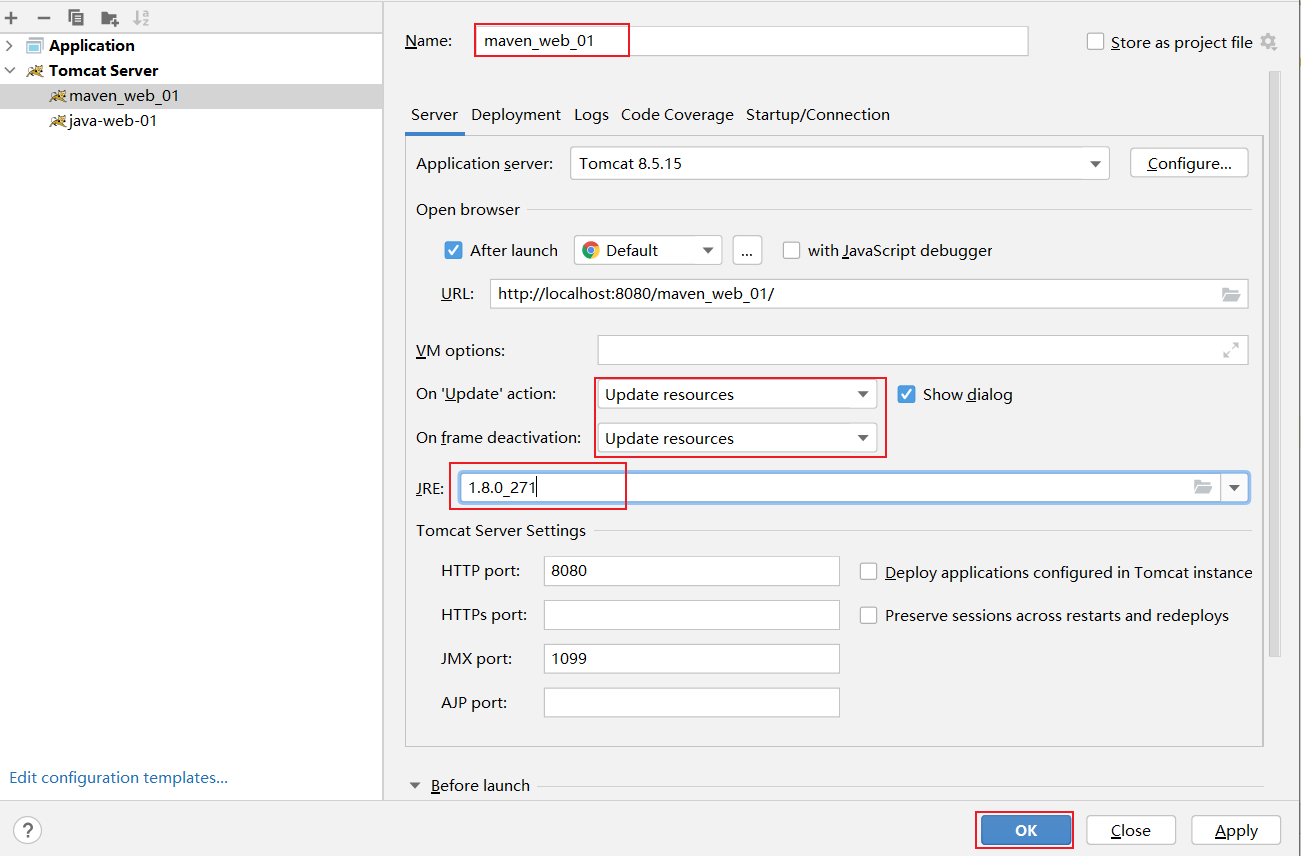 Application
Tomcat Server
maven_web_01
java-web-01
Edit configuration templates...
Name: maven_web_01 Store as project file
Server Deployment Logs Code Coverage Startup/Connection
Application server: Tomcat 8.5.15 Configure...
Open browser
After launch Default ... with JavaScript debugger
URL: http://localhost:8080/maven_web_01/
VM options:
On 'Update' action: Update resources Show dialog
On frame deactivation: Update resources
JRE: 1.8.0_271
Tomcat Server Settings
HTTP port: 8080 Deploy applications configured in Tomcat instance
HTTPs port: Preserve sessions across restarts and redeploys
JMX port: 1099
AJP port:
Before launch
? OK Close Apply